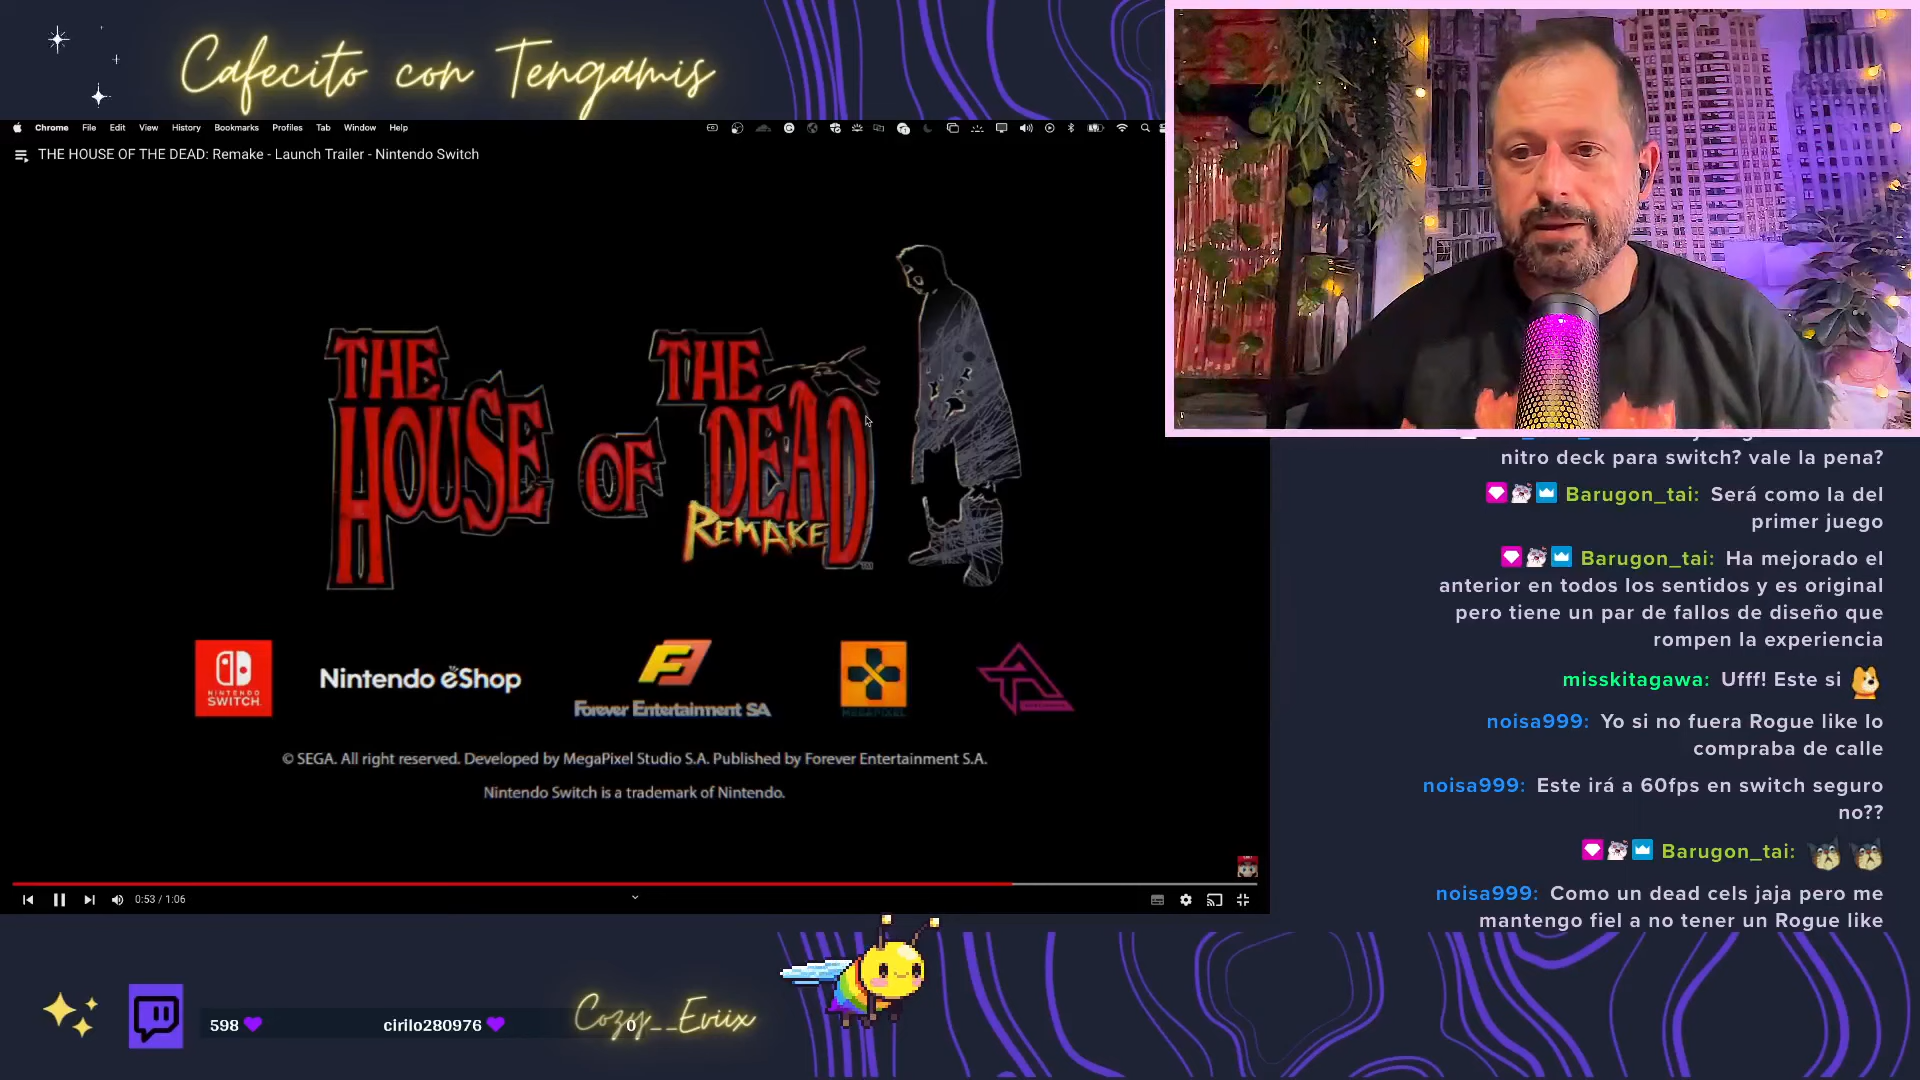 Cafecito con Tengamis
Chrome File Edit View History Bookmarks Profiles Tab Window Help
THE HOUSE OF THE DEAD: Remake - Launch Trailer - Nintendo Switch
THE HOUSE OF THE DEAD
REMAKE
TM
NINTENDO
SWITCH
Nintendo eShop
Forever Entertainment SA
MEGAPIXEL
© SEGA. All right reserved. Developed by MegaPixel Studio S.A. Published by Forever Entertainment S.A.
Nintendo Switch is a trademark of Nintendo.
0:53 / 1:06
nitro deck para switch? vale la pena?
Barugon_tai: Será como la del
primer juego
Barugon_tai: Ha mejorado el
anterior en todos los sentidos y es original
pero tiene un par de fallos de diseño que
rompen la experiencia
misskitagawa: Ufff! Este si
noisa999: Yo si no fuera Rogue like lo
compraba de calle
noisa999: Este irá a 60fps en switch seguro
no??
Barugon_tai:
noisa999: Como un dead cels jaja pero me
mantengo fiel a no tener un Rogue like
598
cirilo280976
0
Cozy__Eviix